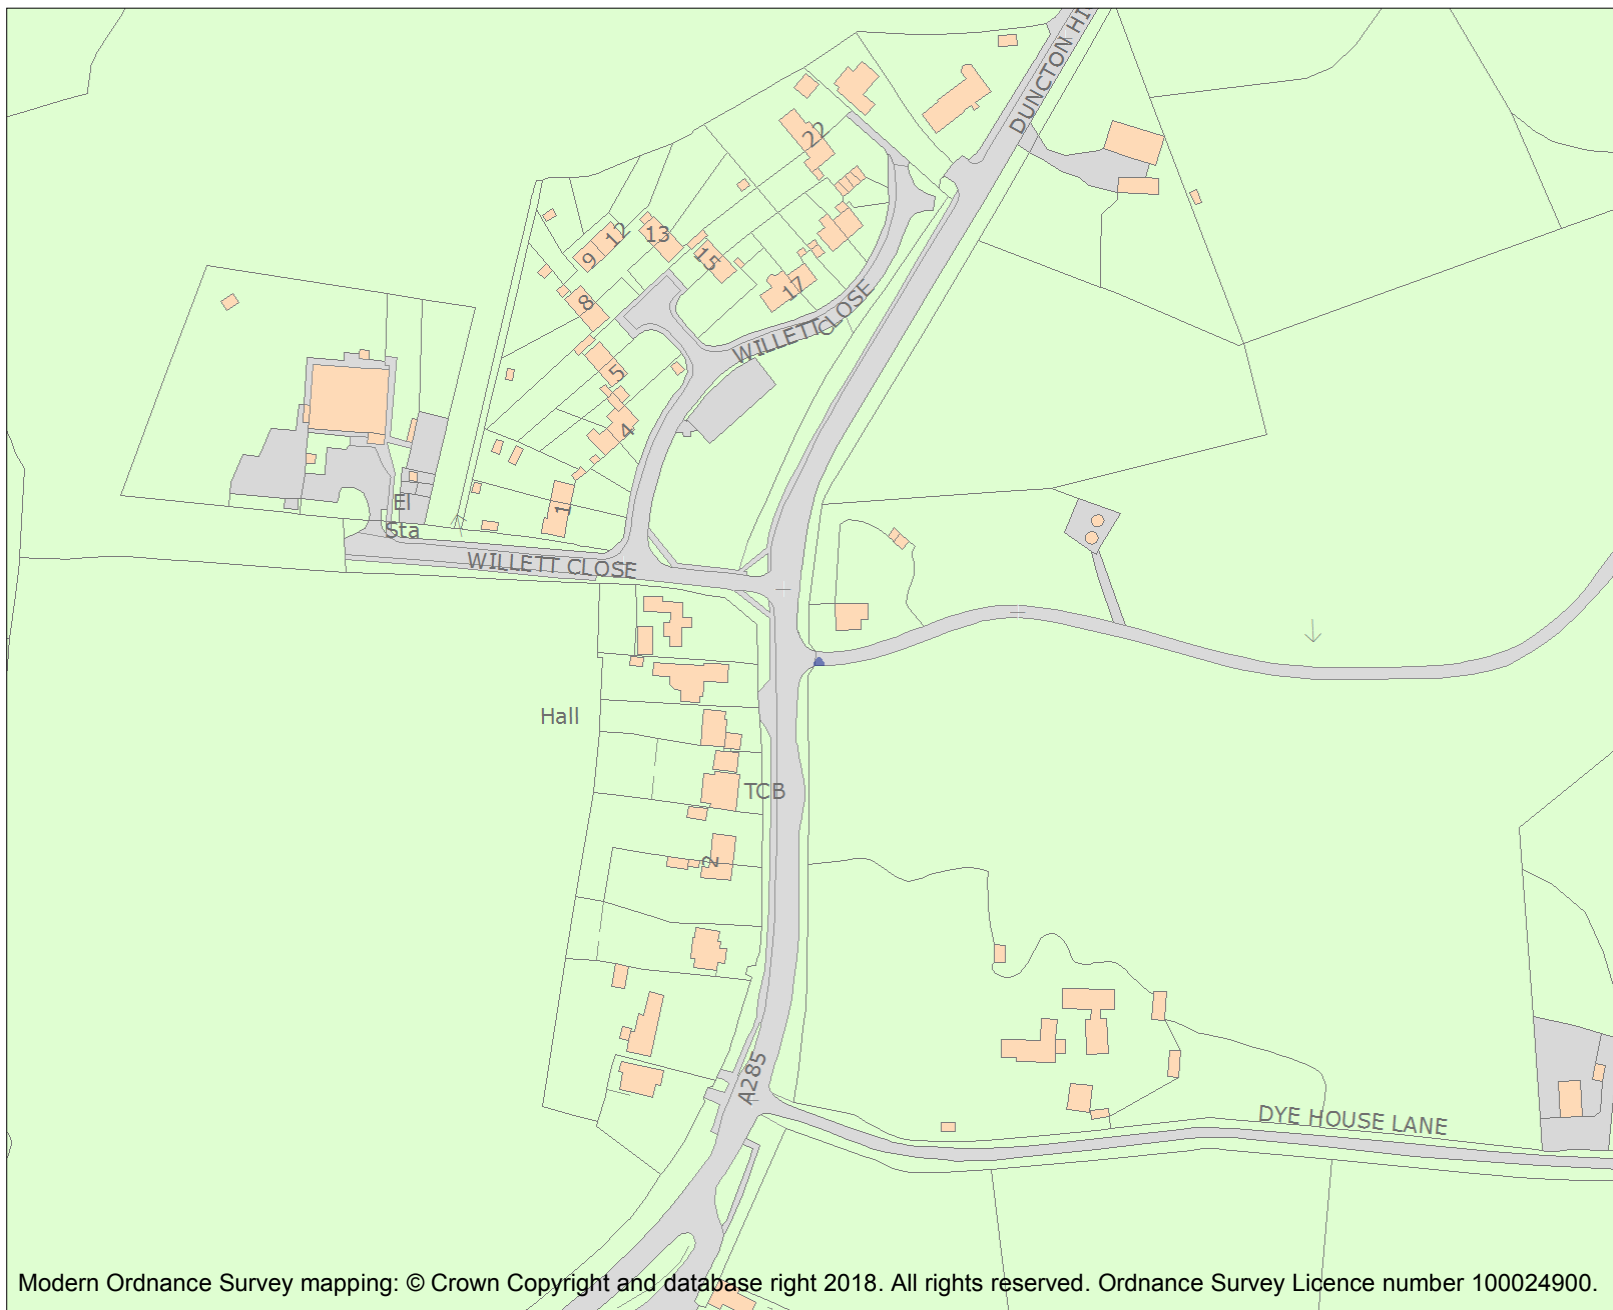 DUNCTON HI
22
12
13
9
15
17
8
WILLETT CLOSE
5
4
1
El
Sta
WILLETT CLOSE
Hall
TCB
2
A285
DYE HOUSE LANE
Modern Ordnance Survey mapping: © Crown Copyright and database right 2018. All rights reserved. Ordnance Survey Licence number 100024900.